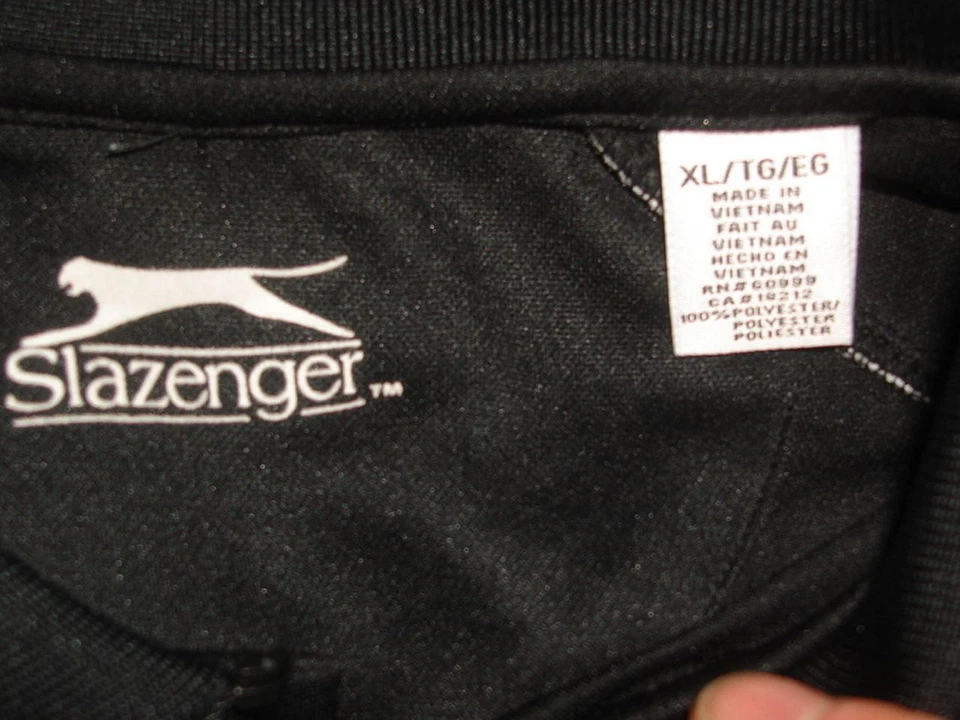 Slazenger™
XL/TG/EG
MADE IN
VIETNAM
FAIT AU
VIETNAM
HECHO EN
VIETNAM
RN#60999
CA#18212
100%POLYESTER/
POLYESTER
POLIESTER